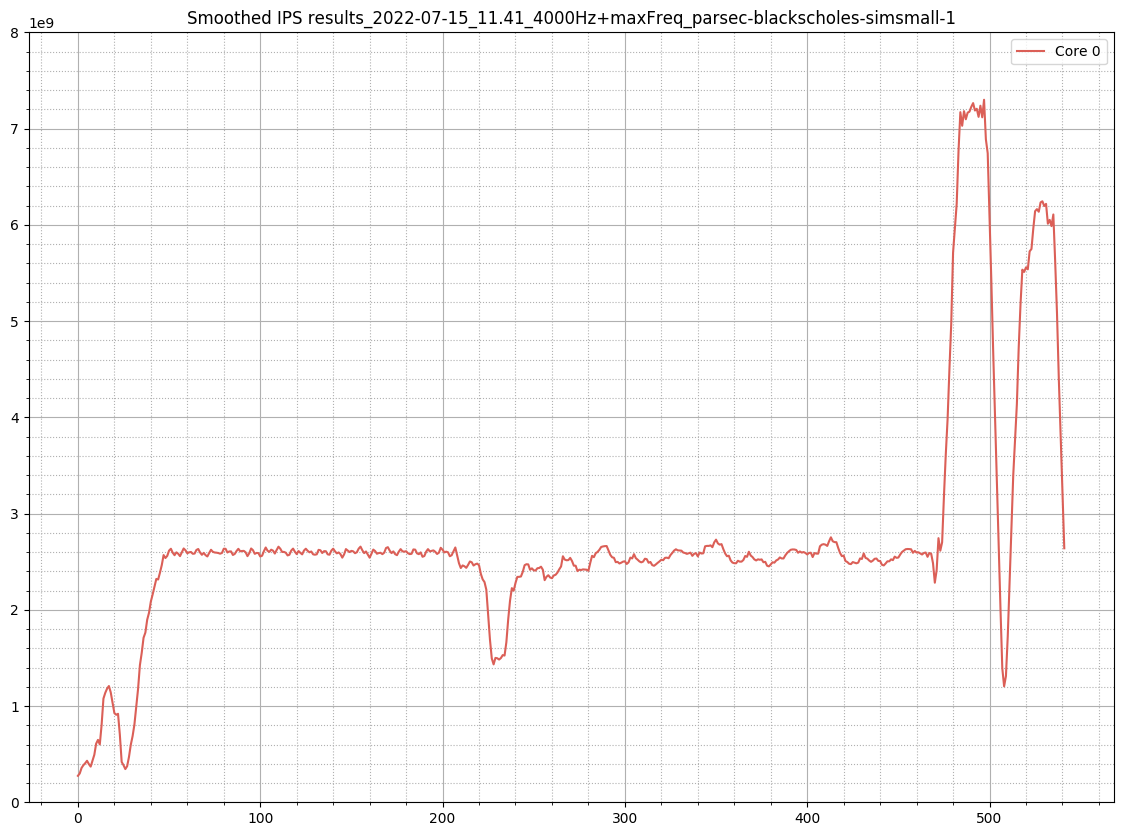 Smoothed IPS results_2022-07-15_11.41_4000Hz+maxFreq_parsec-blackscholes-simsmall-1
1e9
Core 0
8
7
6
5
4
3
2
1
0
0 100 200 300 400 500